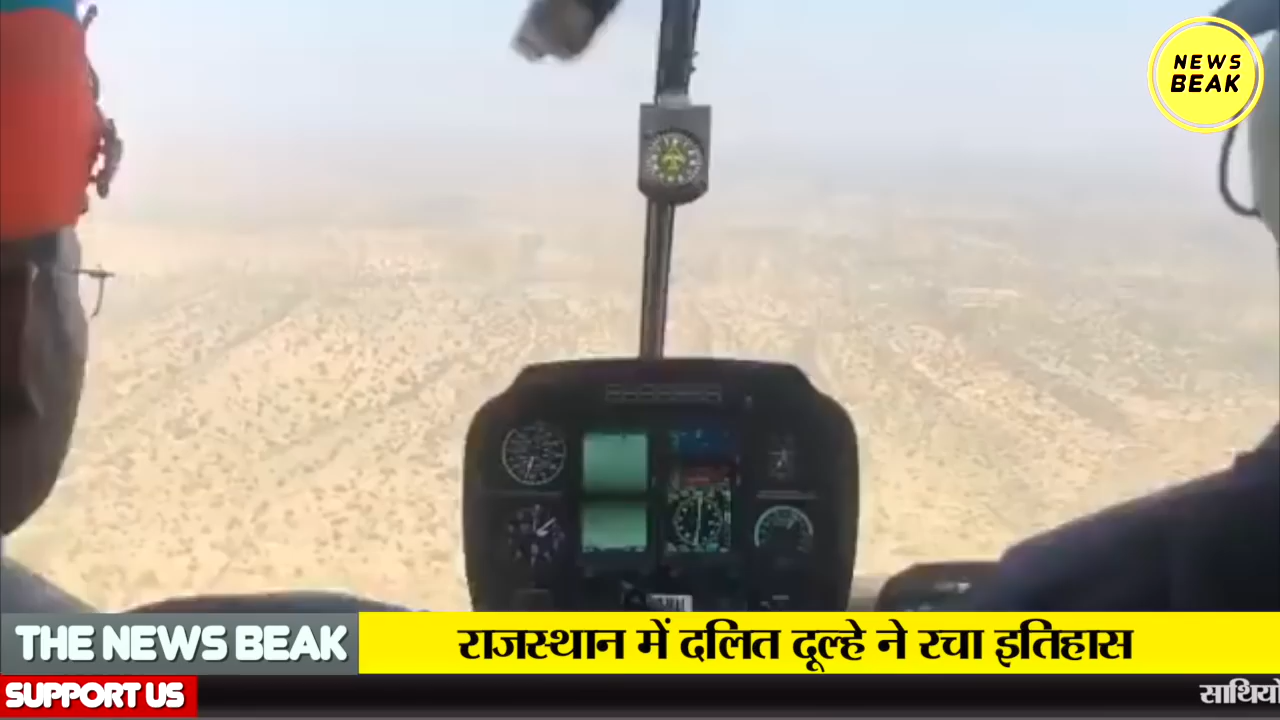 NEWS
BEAK
THE NEWS BEAK
राजस्थान में दलित दूल्हे ने रचा इतिहास
SUPPORT US